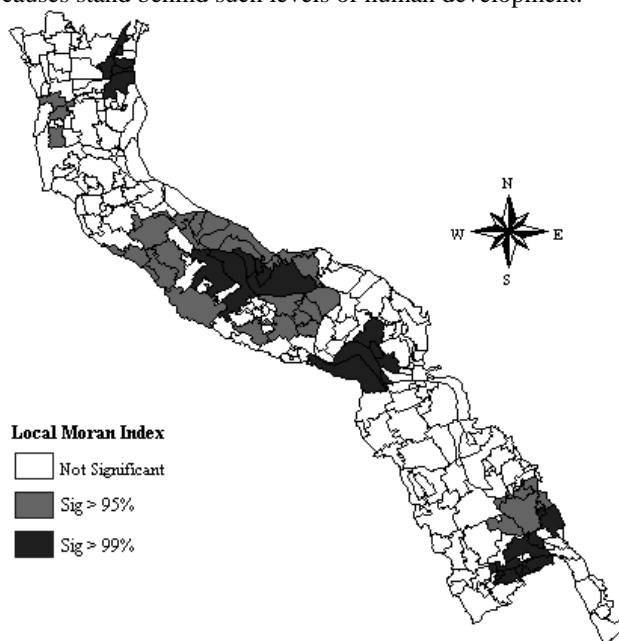 causes stand behind such levels of human development.
N
W E
S
Local Moran Index
Not Significant
Sig > 95%
Sig > 99%